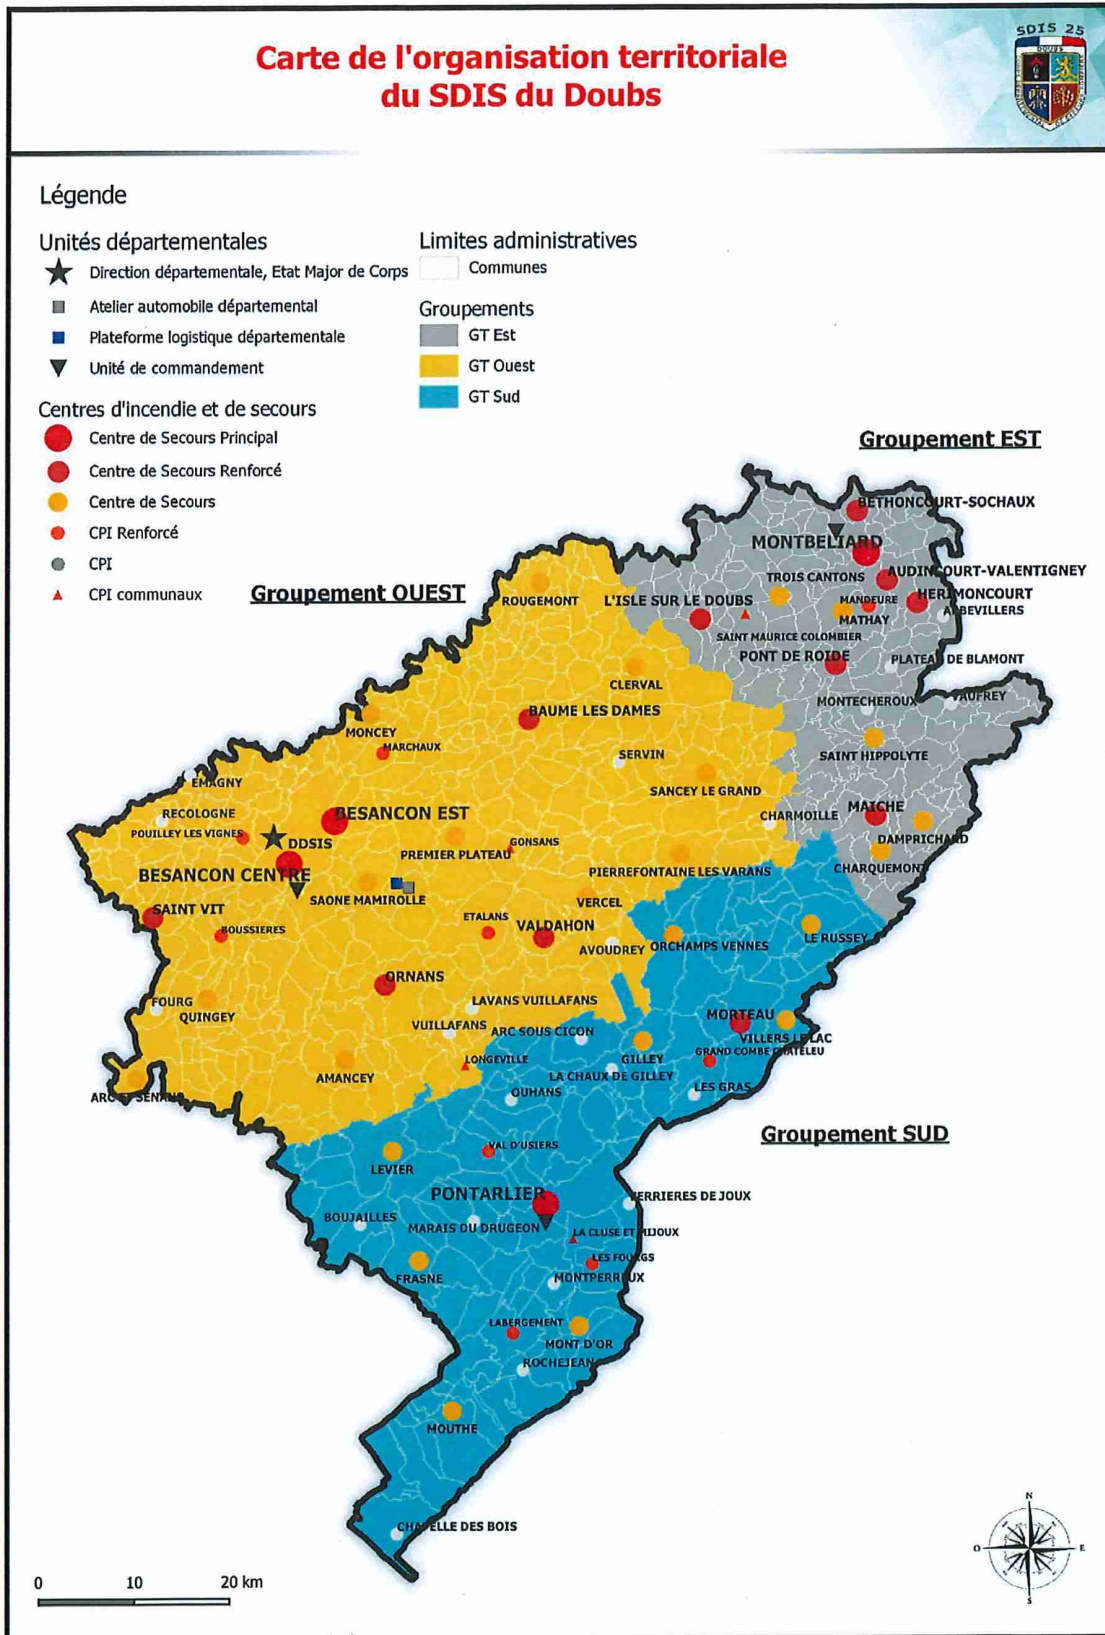 SDIS 25
DOUBS
Carte de l'organisation territoriale
du SDIS du Doubs
Légende
Unités départementales
Direction départementale, Etat Major de Corps
Atelier automobile départemental
Plateforme logistique départementale
Unité de commandement
Centres d'incendie et de secours
Centre de Secours Principal
Centre de Secours Renforcé
Centre de Secours
CPI Renforcé
CPI
CPI communaux
Limites administratives
Communes
Groupements
GT Est
GT Ouest
GT Sud
Groupement EST
BETHONCOURT-SOCHAUX
MONTBELIARD
AUDINCOURT-VALENTIGNEY
TROIS CANTONS
Groupement OUEST
ROUGEMONT
L'ISLE SUR LE DOUBS
MANDEURE
HERIMONCOURT
ABBEVILLERS
MATHAY
SAINT MAURICE COLOMBIER
PONT DE ROIDE
PLATEAU DE BLAMONT
CLERVAL
MONTECHEROUX
VAUFREY
BAUME LES DAMES
MONCEY
MARCHAUX
SERVIN
SAINT HIPPOLYTE
EMAGNY
SANCEY LE GRAND
RECOLOGNE
BESANCON EST
CHARMOILLE
MAICHE
POUILLEY LES VIGNES
DDSIS
PREMIER PLATEAU
GONSANS
DAMPRICHARD
BESANCON CENTRE
PIERREFONTAINE LES VARANS
CHARQUEMONT
SAONE MAMIROLLE
VERCEL
SAINT VIT
BOUSSIERES
ETALANS
VALDAHON
AVOUDREY
ORCHAMPS VENNES
LE RUSSEY
ORNANS
FOURG
QUINGEY
LAVANS VUILLAFANS
VUILLAFANS
ARC SOUS CICON
MORTEAU
VILLERS LE LAC
GRAND COMBE CHATELEU
LONGEVILLE
GILLEY
AMANCEY
LA CHAUX DE GILLEY
LES GRAS
ARC ET SENANS
OUHANS
Groupement SUD
VAL D'USIERS
LEVIER
PONTARLIER
VERRIERES DE JOUX
BOUJAILLES
MARAIS DU DRUGEON
LA CLUSE ET MIJOUX
LES FOURGS
FRASNE
MONTPERREUX
LABERGEMENT
MONT D'OR
ROCHEJEAN
MOUTHE
CHAPELLE DES BOIS
0 10 20 km
N
O E
S